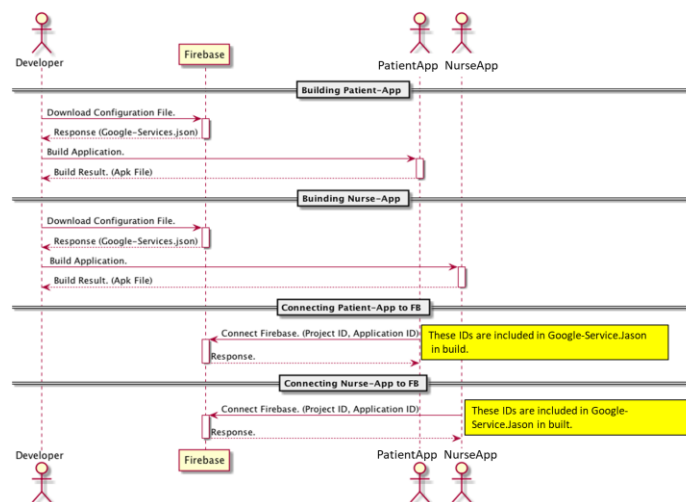 Developer
Firebase
PatientApp
NurseApp
Building Patient-App
Download Configuration File.
Response (Google-Services.json)
Build Application.
Build Result. (Apk File)
Buinding Nurse-App
Download Configuration File.
Response (Google-Services.json)
Build Application.
Build Result. (Apk File)
Connecting Patient-App to FB
Connect Firebase. (Project ID, Application ID)
These IDs are included in Google-Service.Jason
in build.
Response.
Connecting Nurse-App to FB
Connect Firebase. (Project ID, Application ID)
These IDs are included in Google-
Service.Jason in built.
Response.
Developer
Firebase
PatientApp
NurseApp